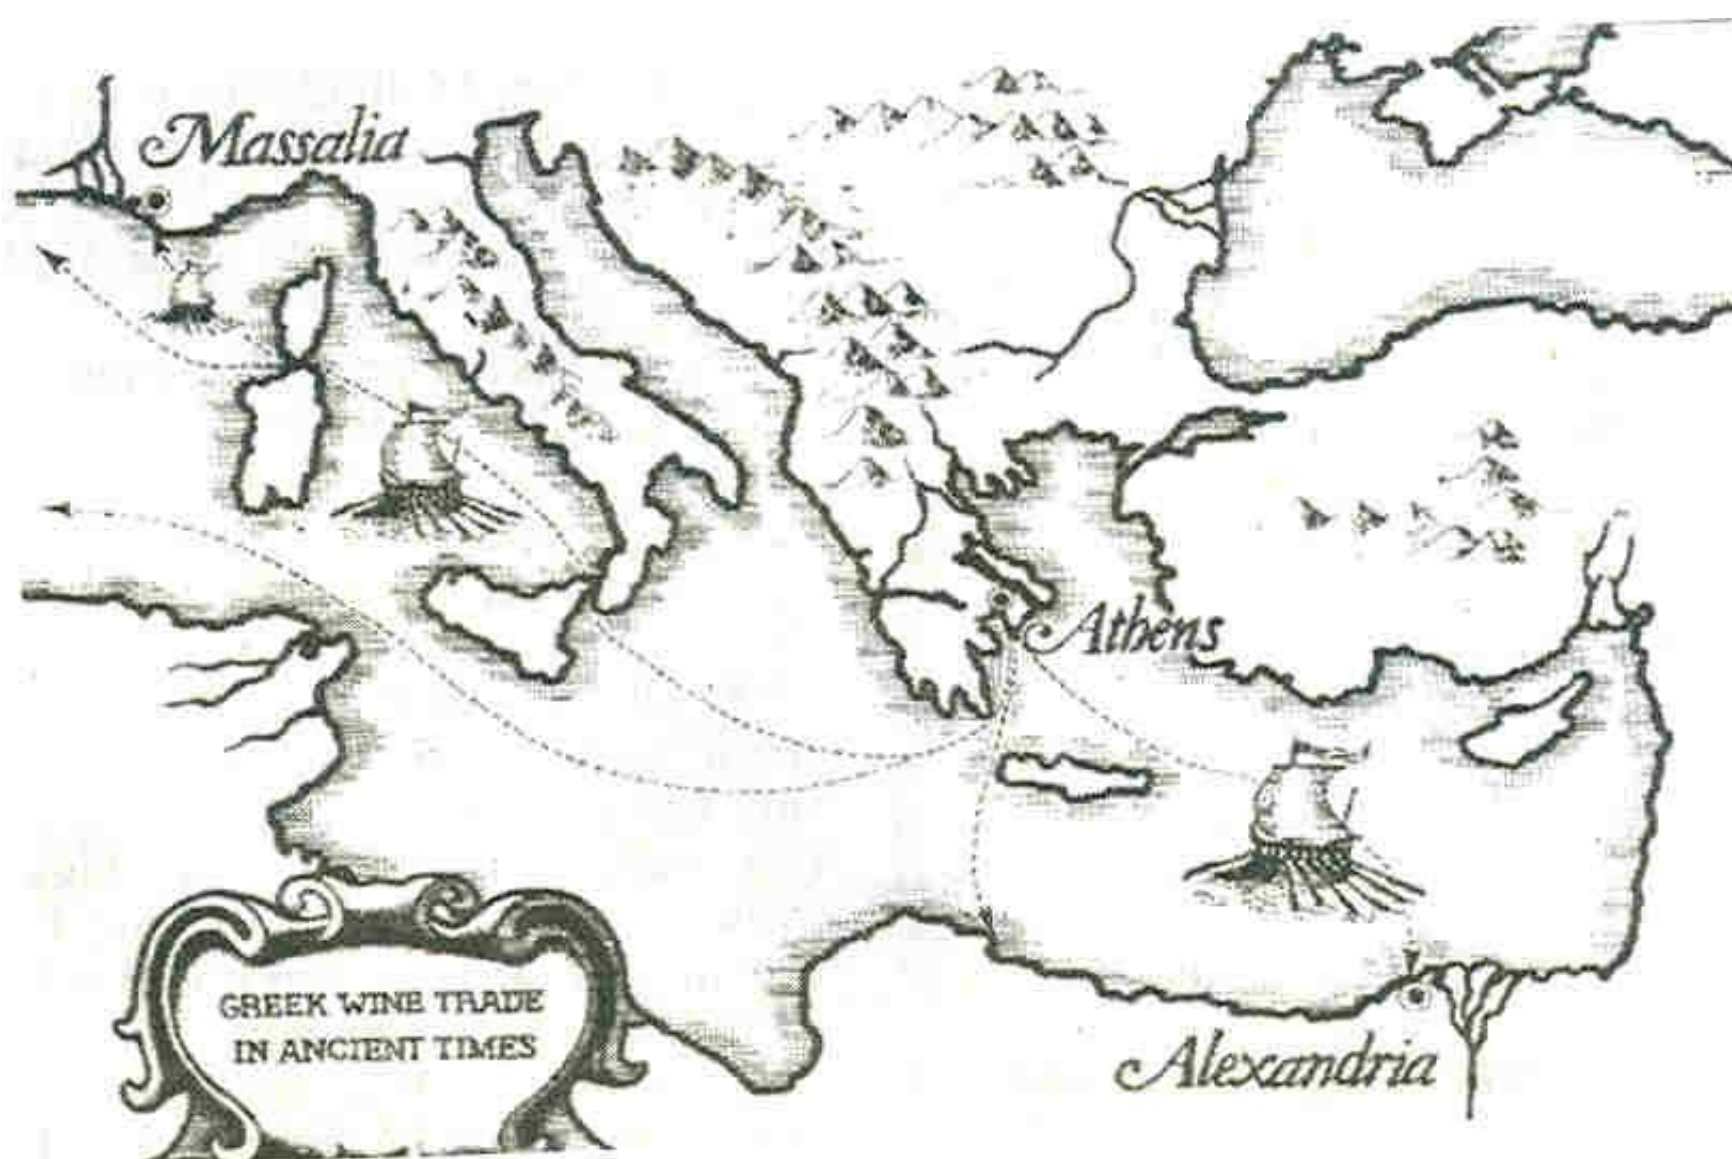 Massalia
Athens
GREEK WINE TRADE
IN ANCIENT TIMES
Alexandria